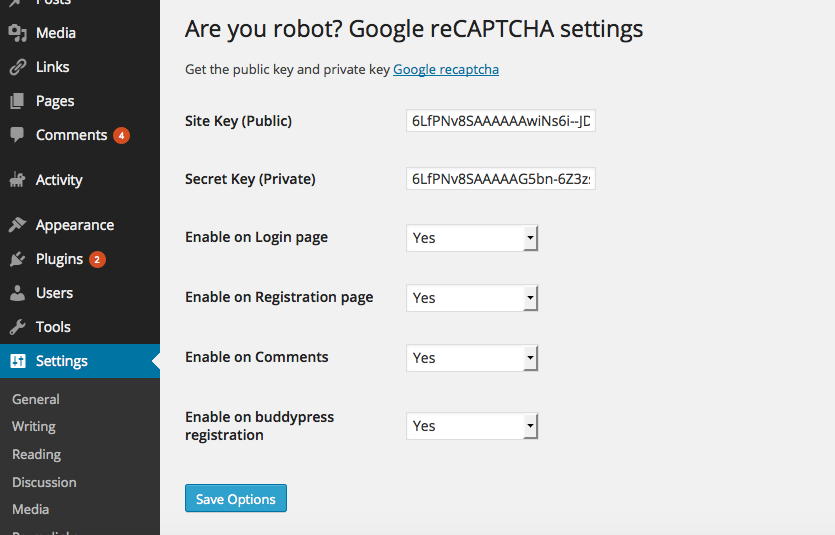 Posts
Media
Links
Pages
Comments 4
Activity
Appearance
Plugins 2
Users
Tools
Settings
General
Writing
Reading
Discussion
Media
Are you robot? Google reCAPTCHA settings
Get the public key and private key Google recaptcha
Site Key (Public) 6LfPNv8SAAAAAAwiNs6i--JD
Secret Key (Private) 6LfPNv8SAAAAAG5bn-6Z3z
Enable on Login page Yes
Enable on Registration page Yes
Enable on Comments Yes
Enable on buddypress
registration Yes
Save Options